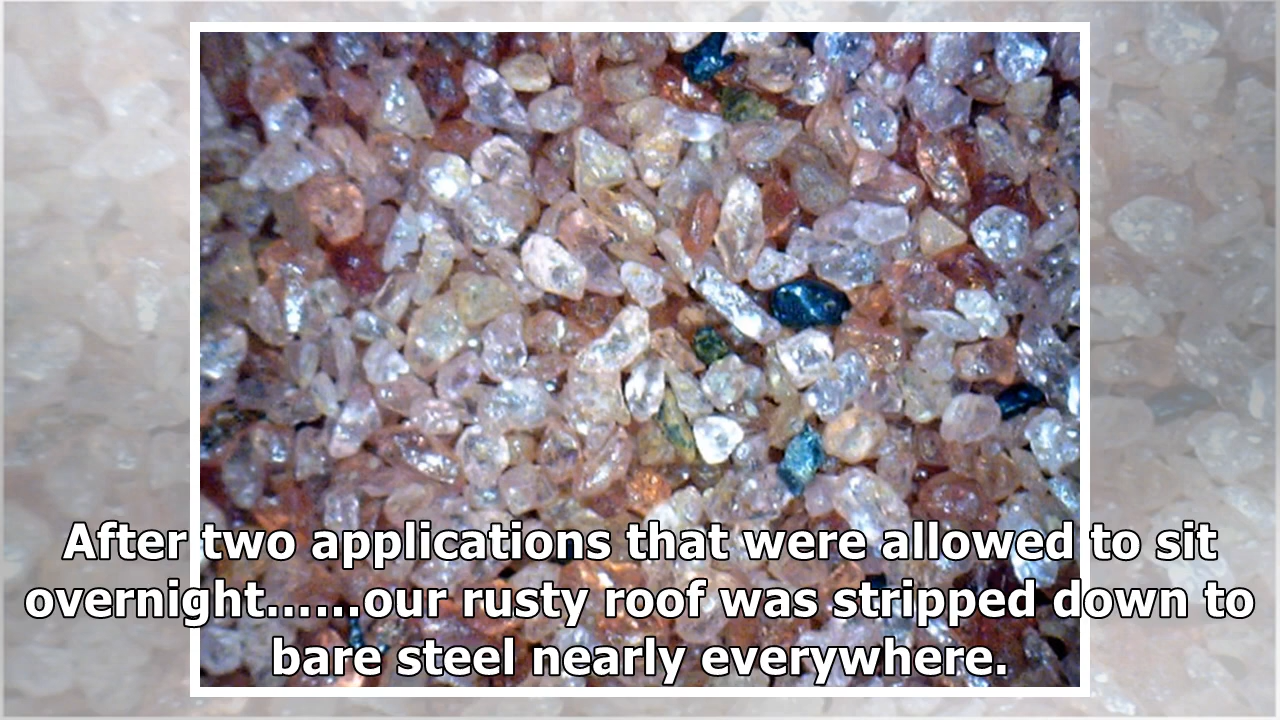 After two applications that were allowed to sit
overnight......our rusty roof was stripped down to
bare steel nearly everywhere.